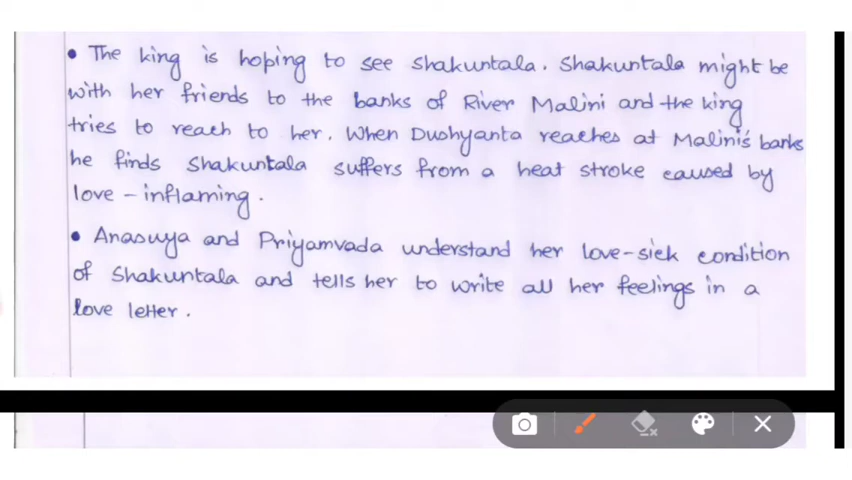 • The king is hoping to see Shakuntala. Shakuntala might be
with her friends to the banks of River Malini and the king
tries to reach to her. When Dushyanta reaches at Malini's banks
he finds Shakuntala suffers from a heat stroke caused by
love-inflaming.
• Anasuya and Priyamvada understand her love-sick condition
of Shakuntala and tells her to write all her feelings in a
love letter.